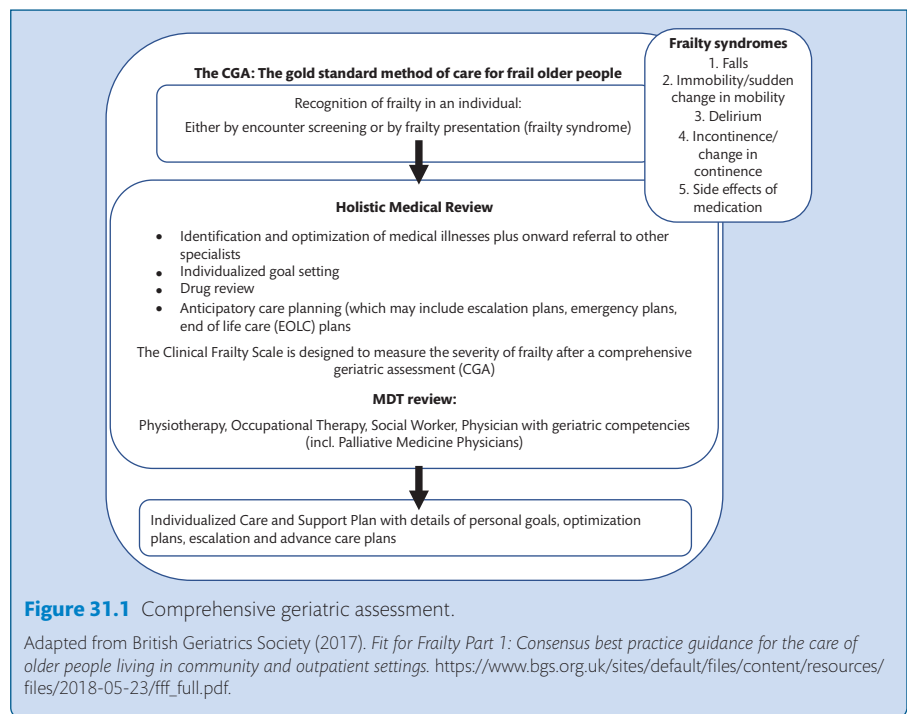 The CGA: The gold standard method of care for frail older people
Recognition of frailty in an individual:
Either by encounter screening or by frailty presentation (frailty syndrome)
Frailty syndromes
1. Falls
2. Immobility/sudden
change in mobility
3. Delirium
4. Incontinence/
change in
continence
5. Side effects of
medication
Holistic Medical Review
• Identification and optimization of medical illnesses plus onward referral to other
specialists
• Individualized goal setting
• Drug review
• Anticipatory care planning (which may include escalation plans, emergency plans,
end of life care (EOLC) plans
The Clinical Frailty Scale is designed to measure the severity of frailty after a comprehensive
geriatric assessment (CGA)
MDT review:
Physiotherapy, Occupational Therapy, Social Worker, Physician with geriatric competencies
(incl. Palliative Medicine Physicians)
Individualized Care and Support Plan with details of personal goals, optimization
plans, escalation and advance care plans
Figure 31.1 Comprehensive geriatric assessment.
Adapted from British Geriatrics Society (2017). Fit for Frailty Part 1: Consensus best practice guidance for the care of
older people living in community and outpatient settings. https://www.bgs.org.uk/sites/default/files/content/resources/
files/2018-05-23/fff_full.pdf.